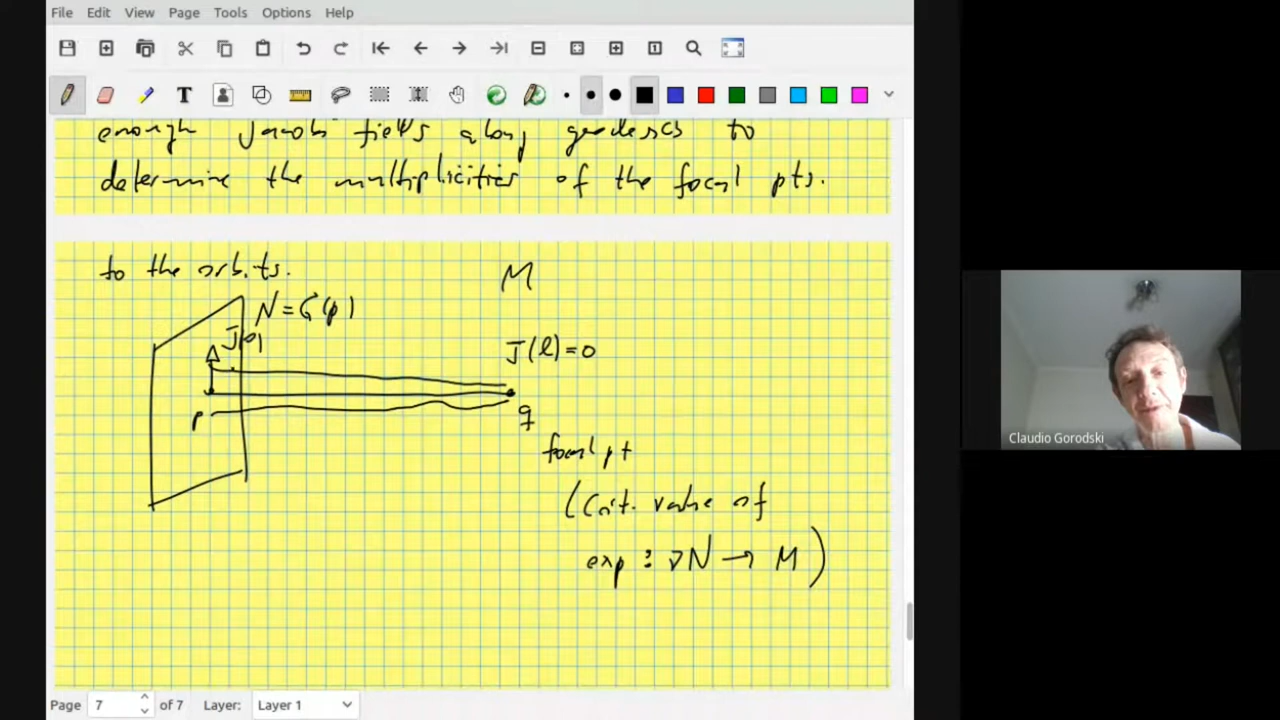 File Edit View Page Tools Options Help
enough Jacobi fields along geodesics to
determine the multiplicities of the focal pts.
to the orbits.
M
N = G(p)
J(0)
J(l) = 0
p
q
focal pt
(Crit. value of
exp : νN → M)
Claudio Gorodski
Page 7 of 7 Layer: Layer 1